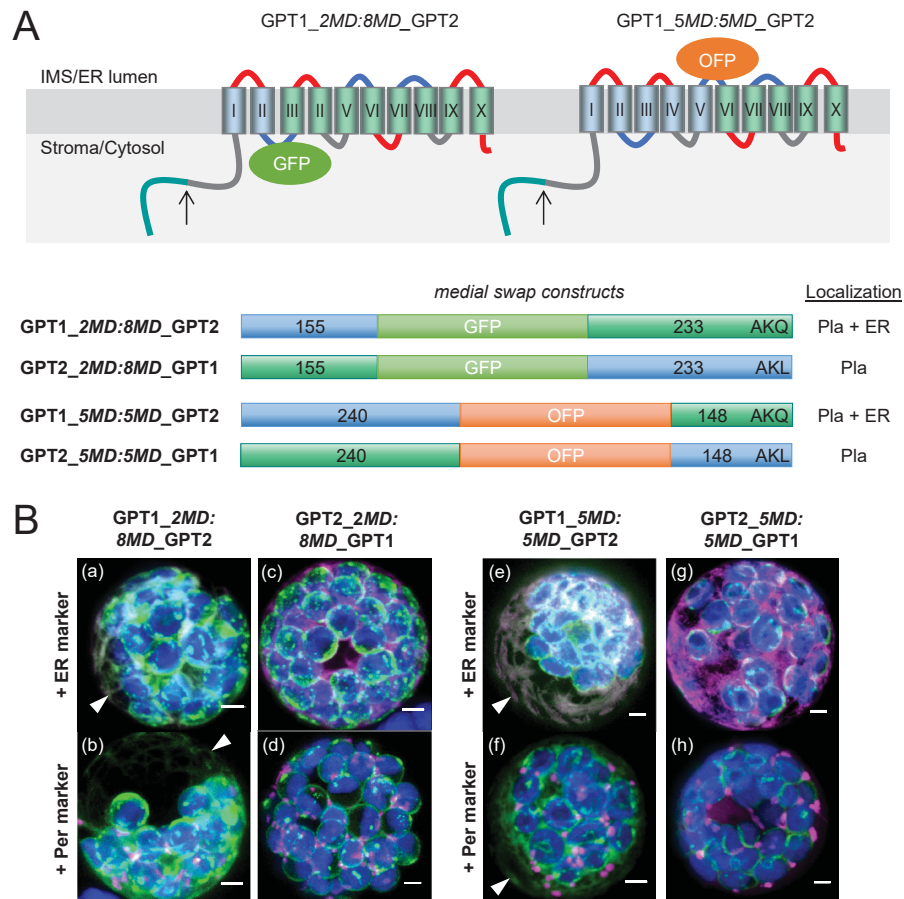 A
GPT1_2MD:8MD_GPT2
GPT1_5MD:5MD_GPT2
OFP
IMS/ER lumen
I II III II V VI VII VIII IX X
I II III IV V VI VII VIII IX X
Stroma/Cytosol
GFP
medial swap constructs
Localization
GPT1_2MD:8MD_GPT2 155 GFP 233 AKQ Pla + ER
GPT2_2MD:8MD_GPT1 155 GFP 233 AKL Pla
GPT1_5MD:5MD_GPT2 240 OFP 148 AKQ Pla + ER
GPT2_5MD:5MD_GPT1 240 OFP 148 AKL Pla
B
GPT1_2MD:
8MD_GPT2
GPT2_2MD:
8MD_GPT1
GPT1_5MD:
5MD_GPT2
GPT2_5MD:
5MD_GPT1
+ ER marker
(a)
(c)
+ ER marker
(e)
(g)
+ Per marker
(b)
(d)
+ Per marker
(f)
(h)